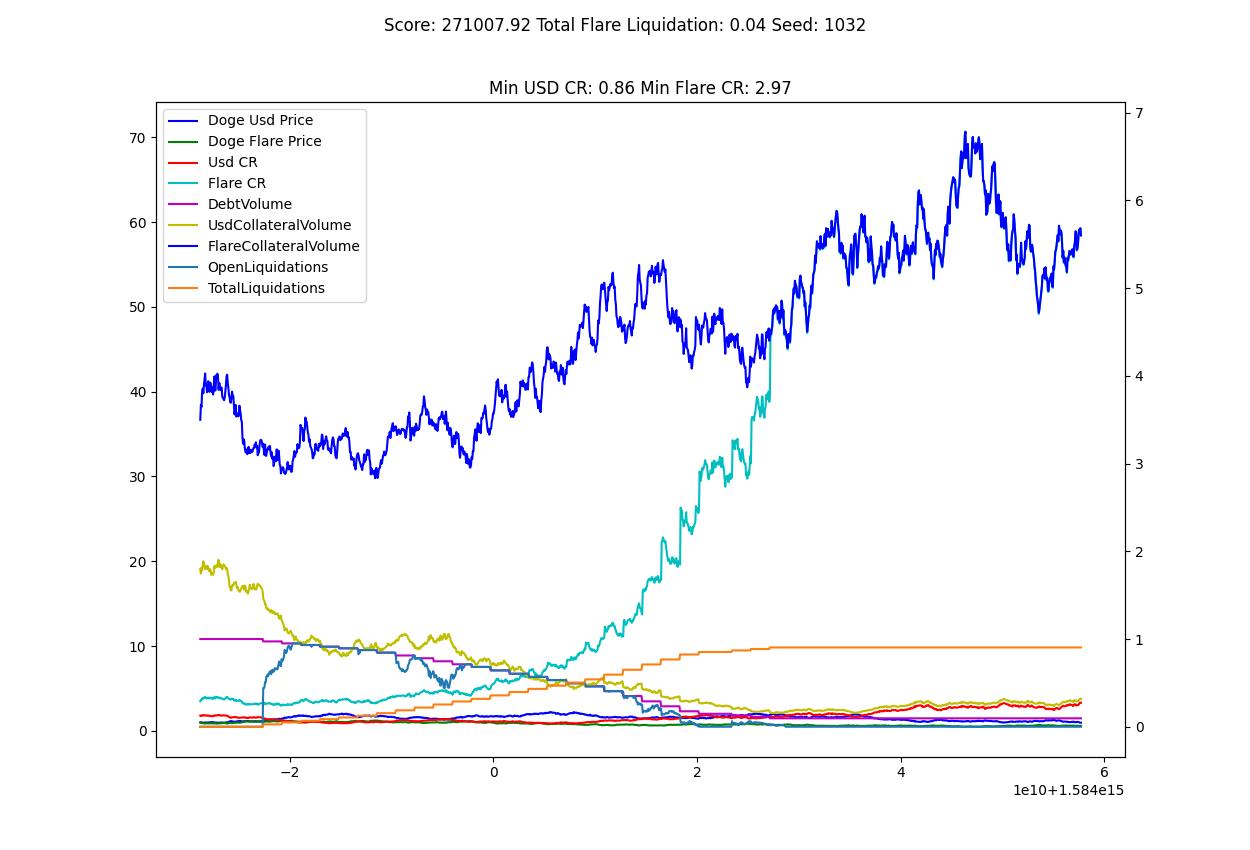 Score: 271007.92 Total Flare Liquidation: 0.04 Seed: 1032
Min USD CR: 0.86 Min Flare CR: 2.97
Doge Usd Price
Doge Flare Price
Usd CR
Flare CR
DebtVolume
UsdCollateralVolume
FlareCollateralVolume
OpenLiquidations
TotalLiquidations
70
60
50
40
30
20
10
0
7
6
5
4
3
2
1
0
−2
0
2
4
6
1e10+1.584e15